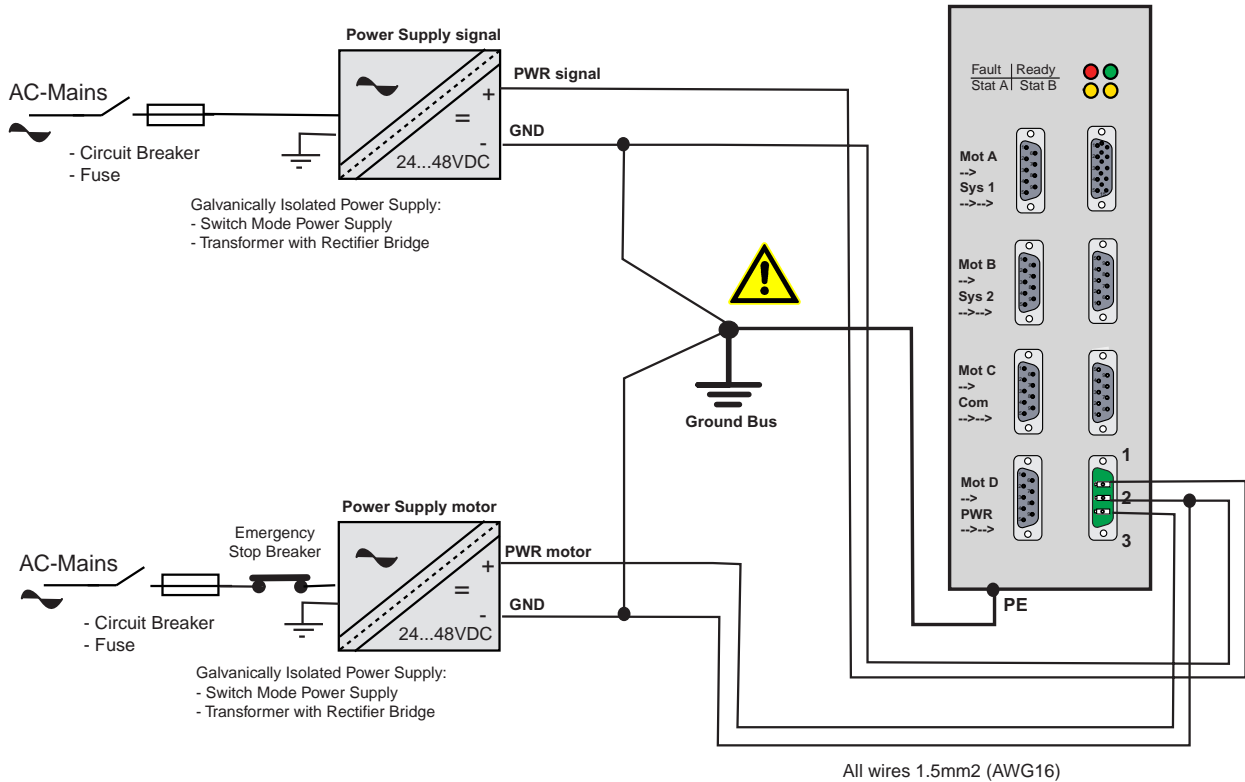 Power Supply signal
AC-Mains
- Circuit Breaker
- Fuse
+
=
-
24...48VDC
PWR signal
GND
Galvanically Isolated Power Supply:
- Switch Mode Power Supply
- Transformer with Rectifier Bridge
Ground Bus
Power Supply motor
AC-Mains
- Circuit Breaker
- Fuse
Emergency
Stop Breaker
+
=
-
24...48VDC
PWR motor
GND
Galvanically Isolated Power Supply:
- Switch Mode Power Supply
- Transformer with Rectifier Bridge
Fault | Ready
Stat A | Stat B
Mot A
-->
Sys 1
-->-->
Mot B
-->
Sys 2
-->-->
Mot C
-->
Com
-->-->
Mot D
-->
PWR
-->-->
1
2
3
PE
All wires 1.5mm2 (AWG16)